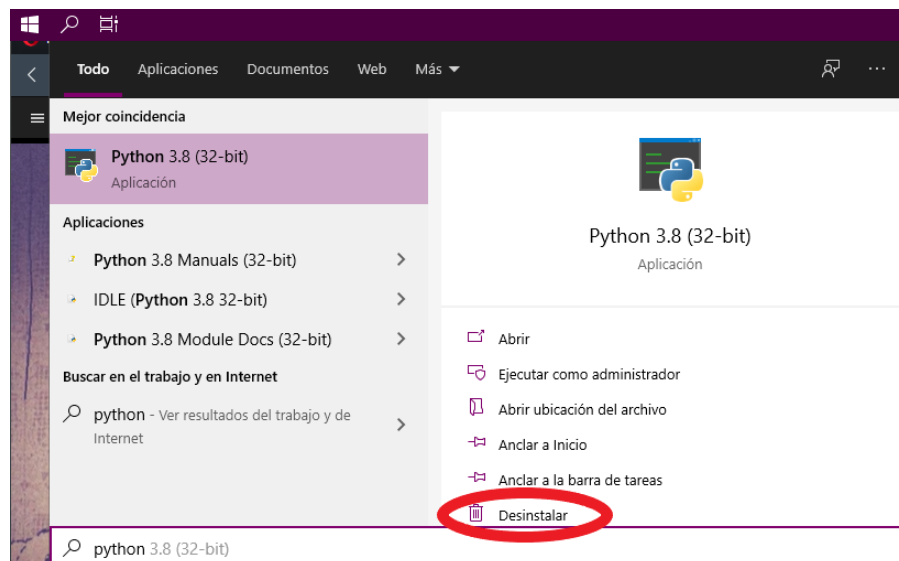 Todo Aplicaciones Documentos Web Más
Mejor coincidencia
Python 3.8 (32-bit)
Aplicación
Aplicaciones
Python 3.8 Manuals (32-bit)
IDLE (Python 3.8 32-bit)
Python 3.8 Module Docs (32-bit)
Buscar en el trabajo y en Internet
python - Ver resultados del trabajo y de
Internet
Python 3.8 (32-bit)
Aplicación
Abrir
Ejecutar como administrador
Abrir ubicación del archivo
Anclar a Inicio
Anclar a la barra de tareas
Desinstalar
python 3.8 (32-bit)